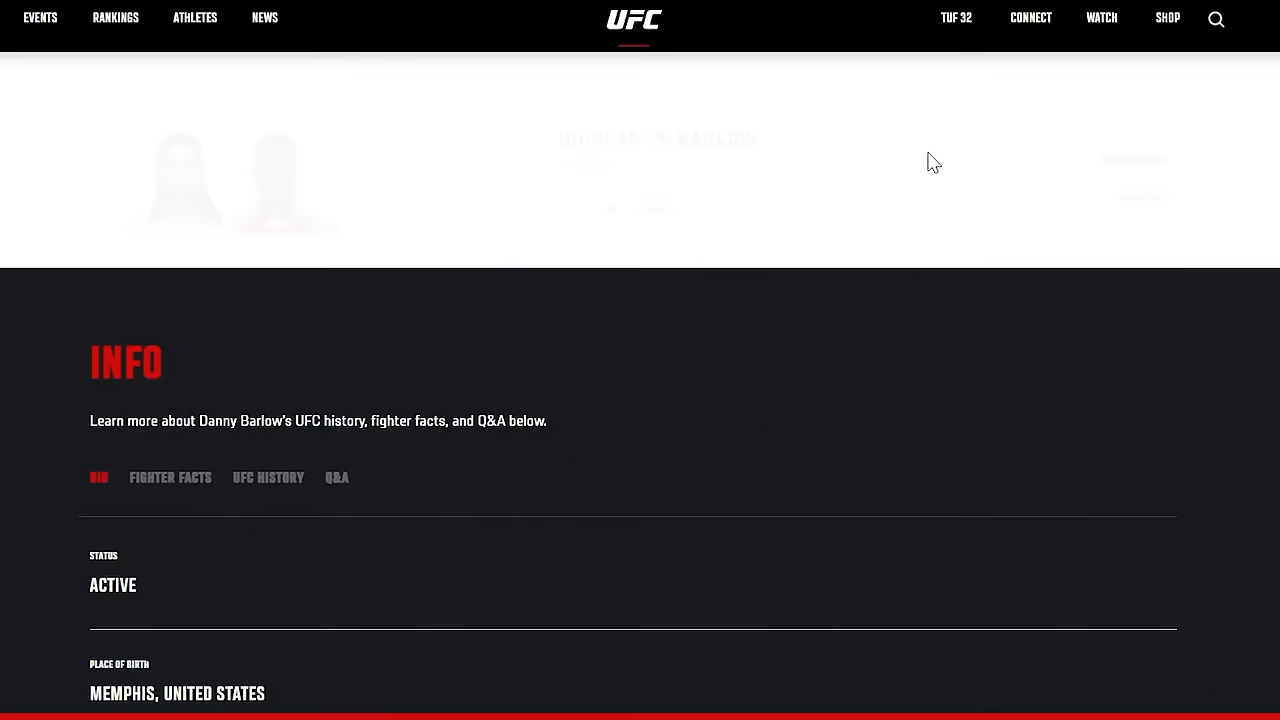 EVENTS RANKINGS ATHLETES NEWS UFC TUF 32 CONNECT WATCH SHOP
BARLOW
INFO
Learn more about Danny Barlow's UFC history, fighter facts, and Q&A below.
BIO FIGHTER FACTS UFC HISTORY Q&A
STATUS
ACTIVE
PLACE OF BIRTH
MEMPHIS, UNITED STATES